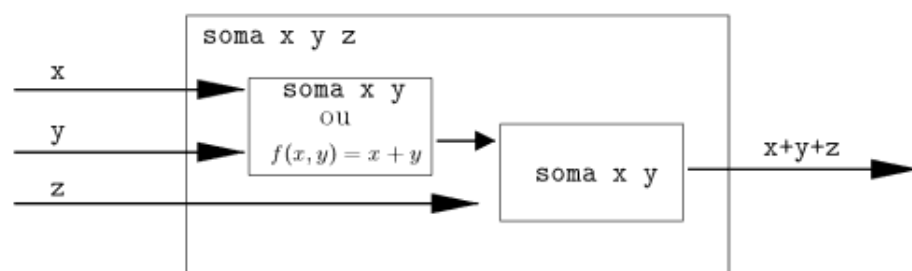 soma x y z
x
soma x y
ou
f(x, y) = x + y
y
z
soma x y
x+y+z